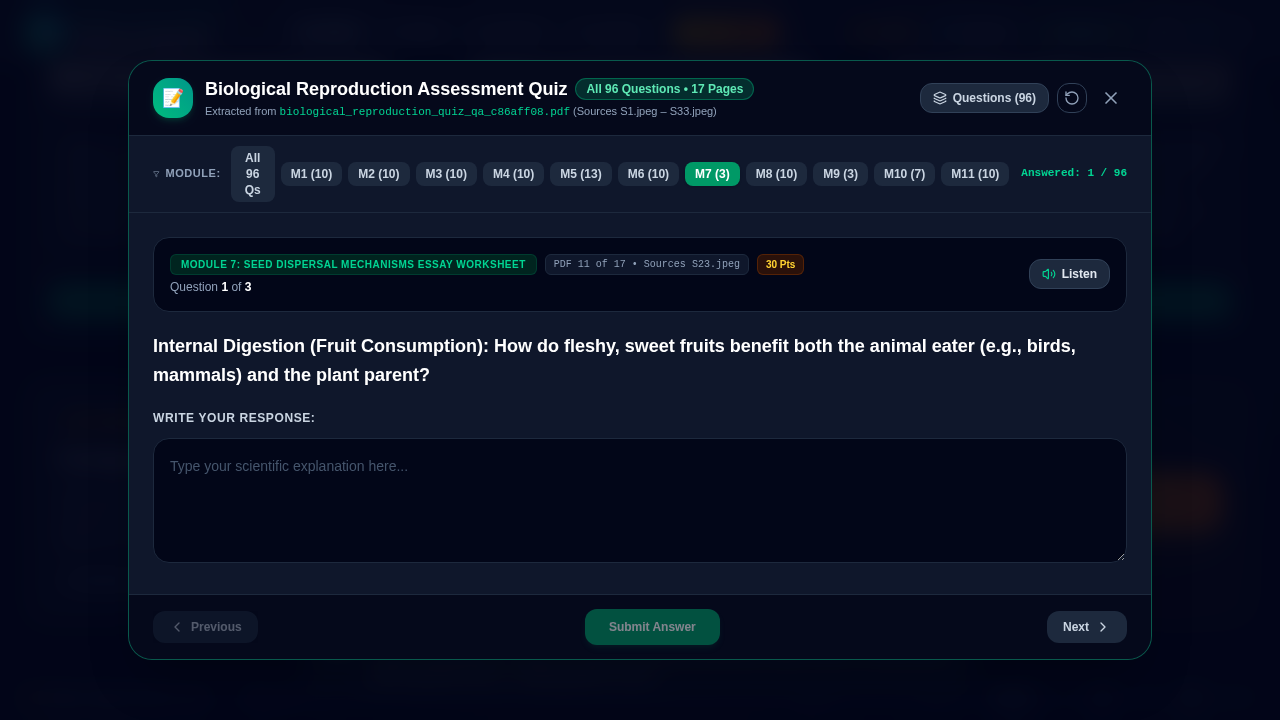 Biological Reproduction Assessment Quiz
All 96 Questions • 17 Pages
Extracted from biological_reproduction_quiz_qa_c86aff08.pdf (Sources S1.jpeg – S33.jpeg)
Questions (96)
MODULE:
All
96
Qs
M1 (10)
M2 (10)
M3 (10)
M4 (10)
M5 (13)
M6 (10)
M7 (3)
M8 (10)
M9 (3)
M10 (7)
M11 (10)
Answered: 1 / 96
MODULE 7: SEED DISPERSAL MECHANISMS ESSAY WORKSHEET
PDF 11 of 17 • Sources S23.jpeg
30 Pts
Question 1 of 3
Listen
Internal Digestion (Fruit Consumption): How do fleshy, sweet fruits benefit both the animal eater (e.g., birds,
mammals) and the plant parent?
WRITE YOUR RESPONSE:
Type your scientific explanation here...
Previous
Submit Answer
Next